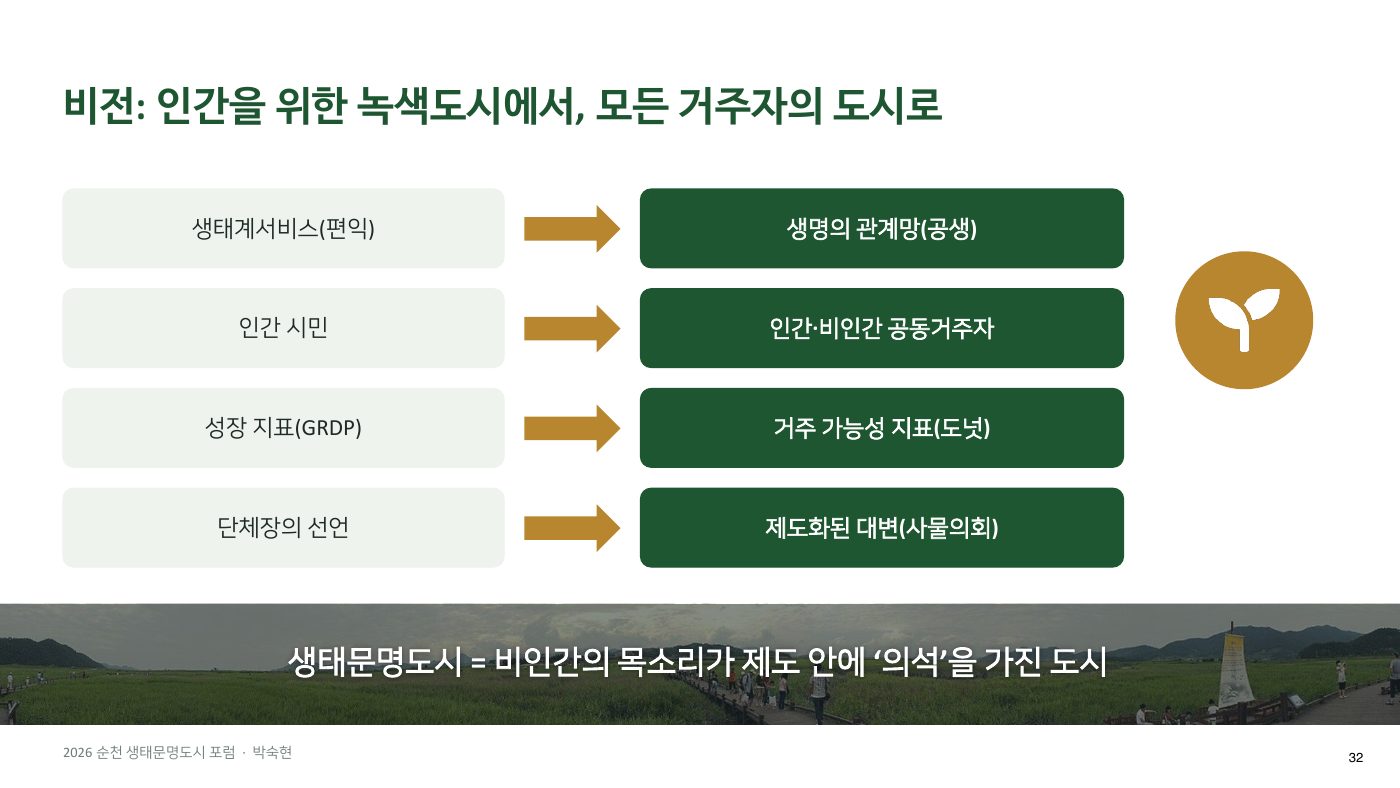 비전: 인간을 위한 녹색도시에서, 모든 거주자의 도시로
생태계서비스(편익)
생명의 관계망(공생)
인간 시민
인간·비인간 공동거주자
성장 지표(GRDP)
거주 가능성 지표(도넛)
단체장의 선언
제도화된 대변(사물의회)
생태문명도시 = 비인간의 목소리가 제도 안에 ‘의석’을 가진 도시
2026 순천 생태문명도시 포럼 · 박숙현
32